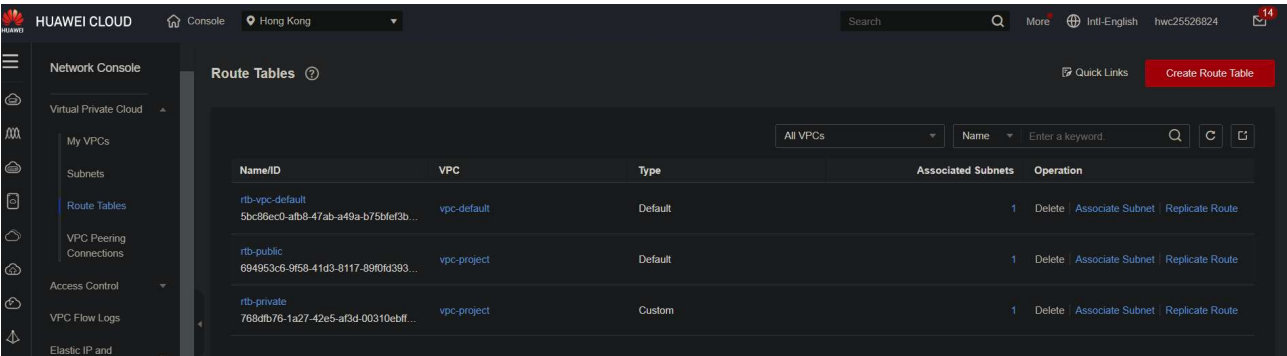 HUAWEI
HUAWEI CLOUD
Console
Hong Kong
Search
More
Intl-English
hwc25526824
14
Network Console
Virtual Private Cloud
My VPCs
Subnets
Route Tables
VPC Peering
Connections
Access Control
VPC Flow Logs
Elastic IP and
Route Tables
Quick Links
Create Route Table
All VPCs
Name
Enter a keyword.
Name/ID VPC Type Associated Subnets Operation
rtb-vpc-default
5bc86ec0-afb8-47ab-a49a-b75bfef3b... vpc-default Default 1 Delete Associate Subnet Replicate Route
rtb-public
694953c6-9f58-41d3-8117-89f0fd393... vpc-project Default 1 Delete Associate Subnet Replicate Route
rtb-private
768dfb76-1a27-42e5-af3d-00310ebff... vpc-project Custom 1 Delete Associate Subnet Replicate Route